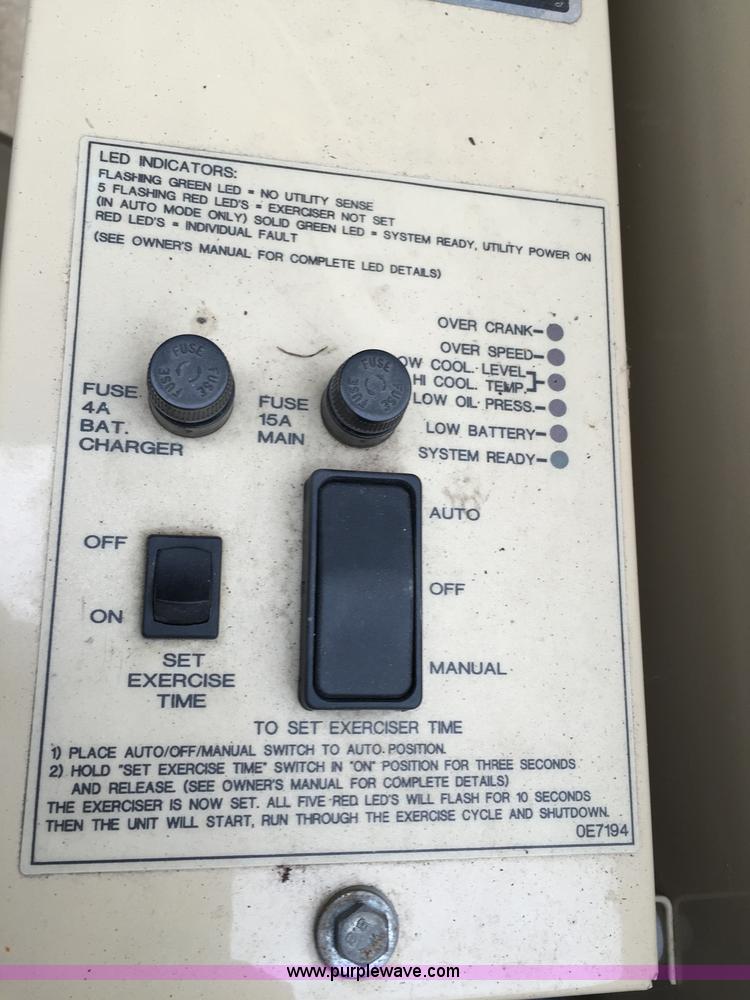 LED INDICATORS:
FLASHING GREEN LED = NO UTILITY SENSE
5 FLASHING RED LED'S = EXERCISER NOT SET
(IN AUTO MODE ONLY) SOLID GREEN LED = SYSTEM READY, UTILITY POWER ON
RED LED'S = INDIVIDUAL FAULT
(SEE OWNER'S MANUAL FOR COMPLETE LED DETAILS)
OVER CRANK
OVER SPEED
OW COOL. LEVEL
HI COOL. TEMP.
LOW OIL PRESS.
LOW BATTERY
SYSTEM READY
FUSE FUSE FUSE
FUSE
4A
BAT.
CHARGER
FUSE FUSE FUSE
FUSE
15A
MAIN
OFF
ON
SET
EXERCISE
TIME
AUTO
OFF
MANUAL
TO SET EXERCISER TIME
1) PLACE AUTO/OFF/MANUAL SWITCH TO AUTO POSITION.
2) HOLD "SET EXERCISE TIME" SWITCH IN "ON" POSITION FOR THREE SECONDS
AND RELEASE. (SEE OWNER'S MANUAL FOR COMPLETE DETAILS)
THE EXERCISER IS NOW SET. ALL FIVE RED LED'S WILL FLASH FOR 10 SECONDS
THEN THE UNIT WILL START, RUN THROUGH THE EXERCISE CYCLE AND SHUTDOWN.
0E7194
www.purplewave.com